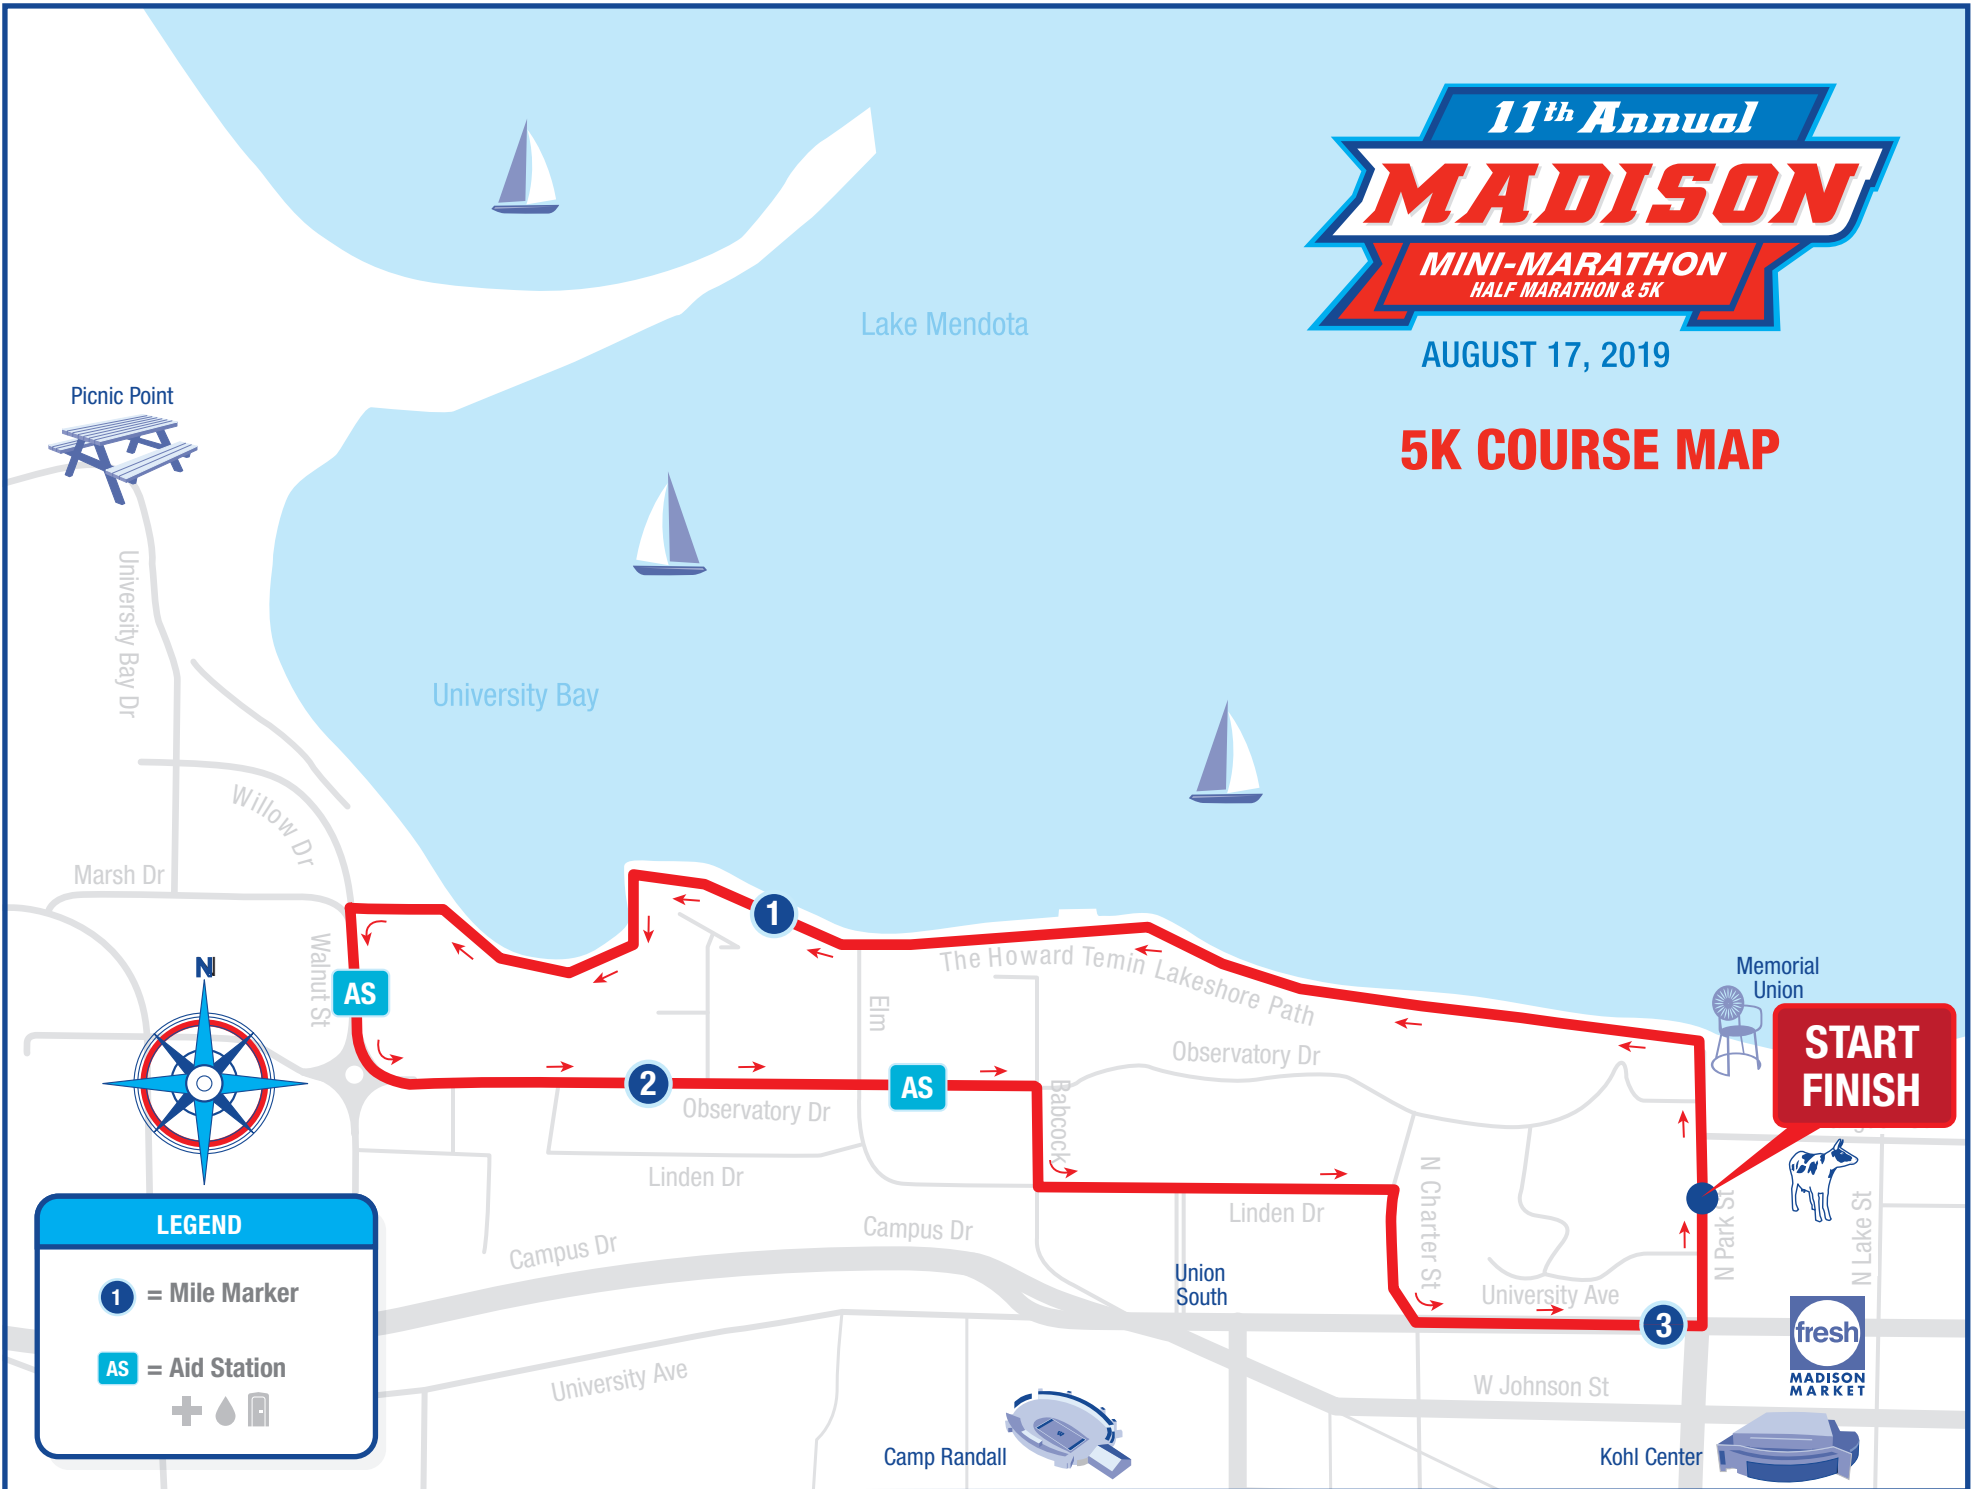 11th Annual
MADISON
MINI-MARATHON
HALF MARATHON & 5K
AUGUST 17, 2019
5K COURSE MAP
Lake Mendota
Picnic Point
University Bay Dr
University Bay
Willow Dr
Marsh Dr
1
Walnut St
AS
N
The Howard Temin Lakeshore Path
Elm
Memorial
Union
START
FINISH
Observatory Dr
2
AS
Observatory Dr
Babcock
Linden Dr
N Charter St
Linden Dr
N Park St
N Lake St
Campus Dr
Campus Dr
Union
South
University Ave
3
fresh
MADISON
MARKET
University Ave
W Johnson St
Camp Randall
Kohl Center
LEGEND
1 = Mile Marker
AS = Aid Station